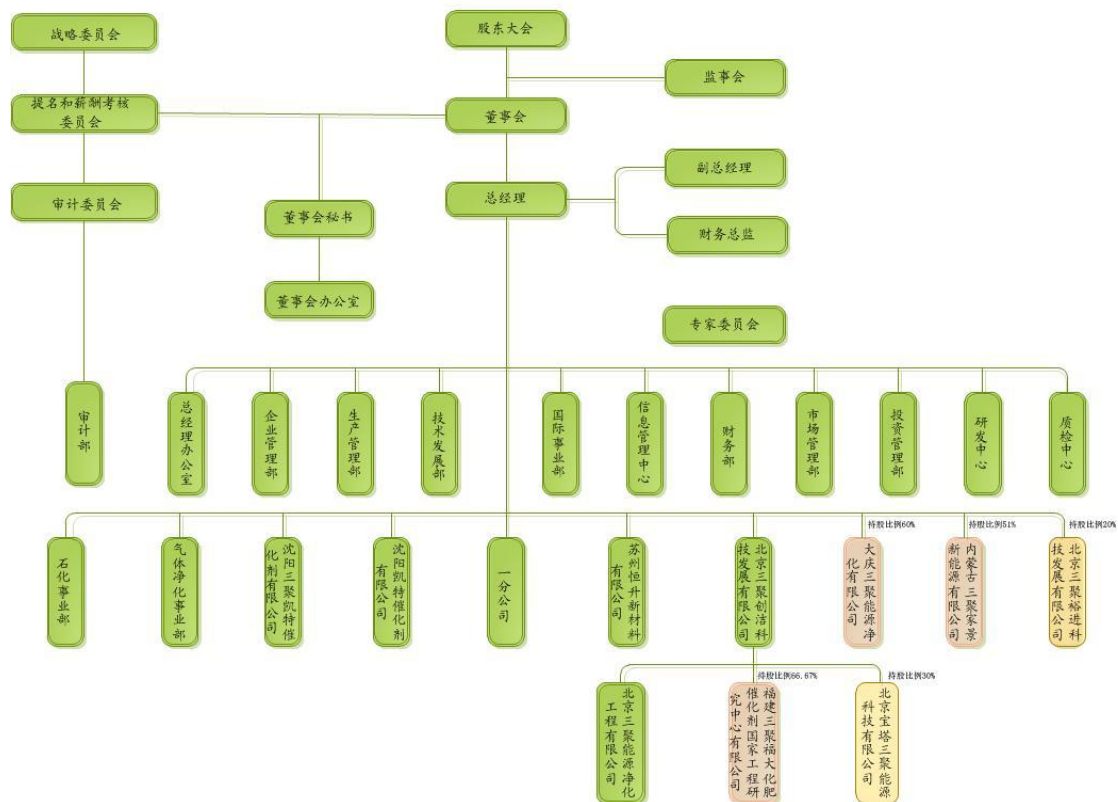 战略委员会
股东大会
监事会
提名和薪酬考核
委员会
董事会
副总经理
审计委员会
总经理
董事会秘书
财务总监
董事会办公室
专家委员会
审计部
总经理办公室
企业管理部
生产管理部
技术发展部
国际事业部
信息管理中心
财务部
市场管理部
投资管理部
研发中心
质检中心
持股比例60%
持股比例51%
持股比例20%
石化事业部
气体净化事业部
沈阳三聚凯特催
化剂有限公司
沈阳凯特催化剂
有限公司
一分公司
苏州恒升新材料
有限公司
北京三聚创洁科
技发展有限公司
大庆三聚能源净
化有限公司
内蒙古三聚家景
新能源有限公司
北京三聚裕进科
技发展有限公司
持股比例66.67%
持股比例30%
北京三聚能源净化
工程有限公司
福建三聚福大化肥
催化剂国家工程研
究中心有限公司
北京宝塔三聚能源
科技有限公司